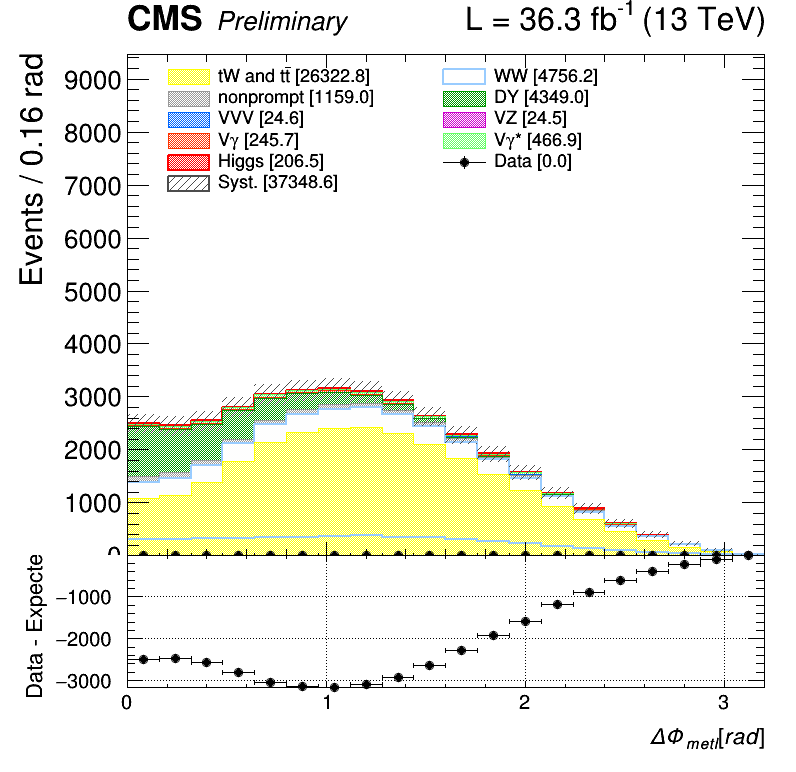 CMS Preliminary L = 36.3 fb-1 (13 TeV)
Events / 0.16 rad
9000
8000
7000
6000
5000
4000
3000
2000
1000
0
tW and tt̄ [26322.8]
nonprompt [1159.0]
VVV [24.6]
Vγ [245.7]
Higgs [206.5]
Syst. [37348.6]
WW [4756.2]
DY [4349.0]
VZ [24.5]
Vγ* [466.9]
Data [0.0]
Data - Expecte
−1000
−2000
−3000
0 1 2 3
ΔΦmetl[rad]